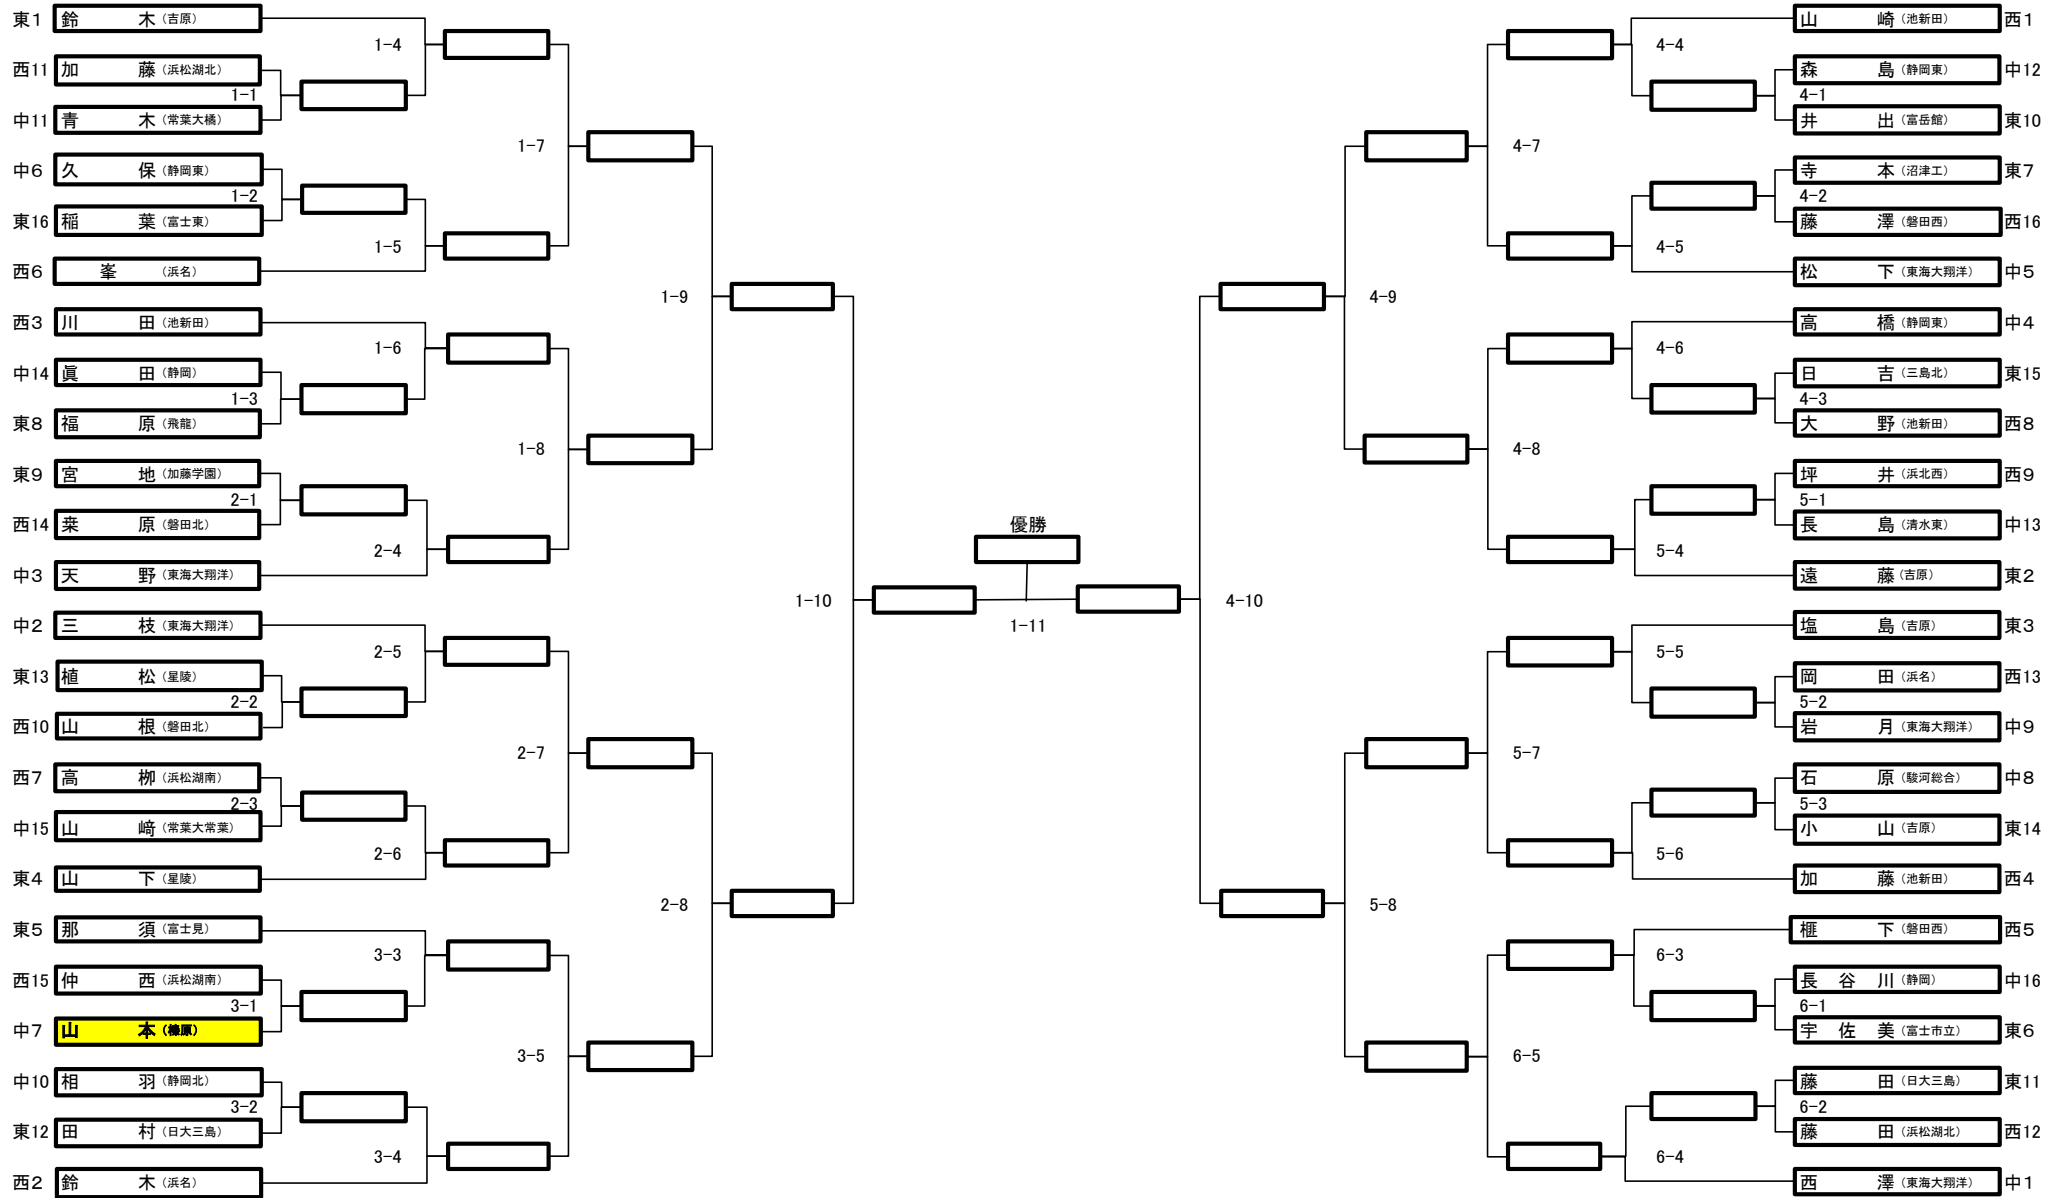 東1 鈴 木 (吉原)
1-4
西11 加 藤 (浜松湖北)
1-1
中11 青 木 (常葉大橘)
1-7
中6 久 保 (静岡東)
1-2
東16 稲 葉 (富士東)
1-5
西6 峯 (浜名)
1-9
西3 川 田 (池新田)
1-6
中14 眞 田 (静岡)
1-3
東8 福 原 (飛龍)
1-8
東9 宮 地 (加藤学園)
2-1
西14 桒 原 (磐田北)
2-4
中3 天 野 (東海大翔洋)
1-10
中2 三 枝 (東海大翔洋)
2-5
東13 植 松 (星陵)
2-2
西10 山 根 (磐田北)
2-7
西7 高 栁 (浜松湖南)
2-3
中15 山 﨑 (常葉大常葉)
2-6
東4 山 下 (星陵)
2-8
東5 那 須 (富士見)
3-3
西15 仲 西 (浜松湖南)
3-1
中7 山 本 (榛原)
3-5
中10 相 羽 (静岡北)
3-2
東12 田 村 (日大三島)
3-4
西2 鈴 木 (浜名)
優勝
1-11
山 崎 (池新田) 西1
4-4
森 島 (静岡東) 中12
4-1
井 出 (富岳館) 東10
4-7
寺 本 (沼津工) 東7
4-2
藤 澤 (磐田西) 西16
4-5
松 下 (東海大翔洋) 中5
4-9
高 橋 (静岡東) 中4
4-6
日 吉 (三島北) 東15
4-3
大 野 (池新田) 西8
4-8
坪 井 (浜北西) 西9
5-1
長 島 (清水東) 中13
5-4
遠 藤 (吉原) 東2
4-10
塩 島 (吉原) 東3
5-5
岡 田 (浜名) 西13
5-2
岩 月 (東海大翔洋) 中9
5-7
石 原 (駿河総合) 中8
5-3
小 山 (吉原) 東14
5-6
加 藤 (池新田) 西4
5-8
榧 下 (磐田西) 西5
6-3
長 谷 川 (静岡) 中16
6-1
宇 佐 美 (富士市立) 東6
6-5
藤 田 (日大三島) 東11
6-2
藤 田 (浜松湖北) 西12
6-4
西 澤 (東海大翔洋) 中1